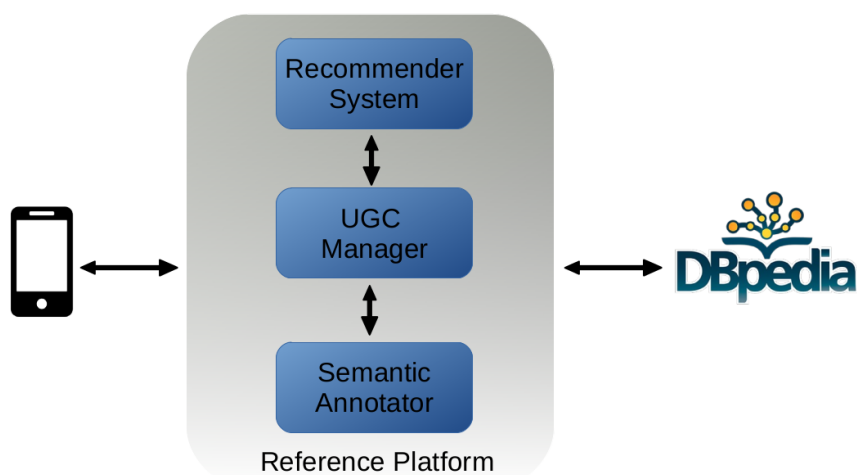 Recommender
System
UGC
Manager
DBpedia
Semantic
Annotator
Reference Platform